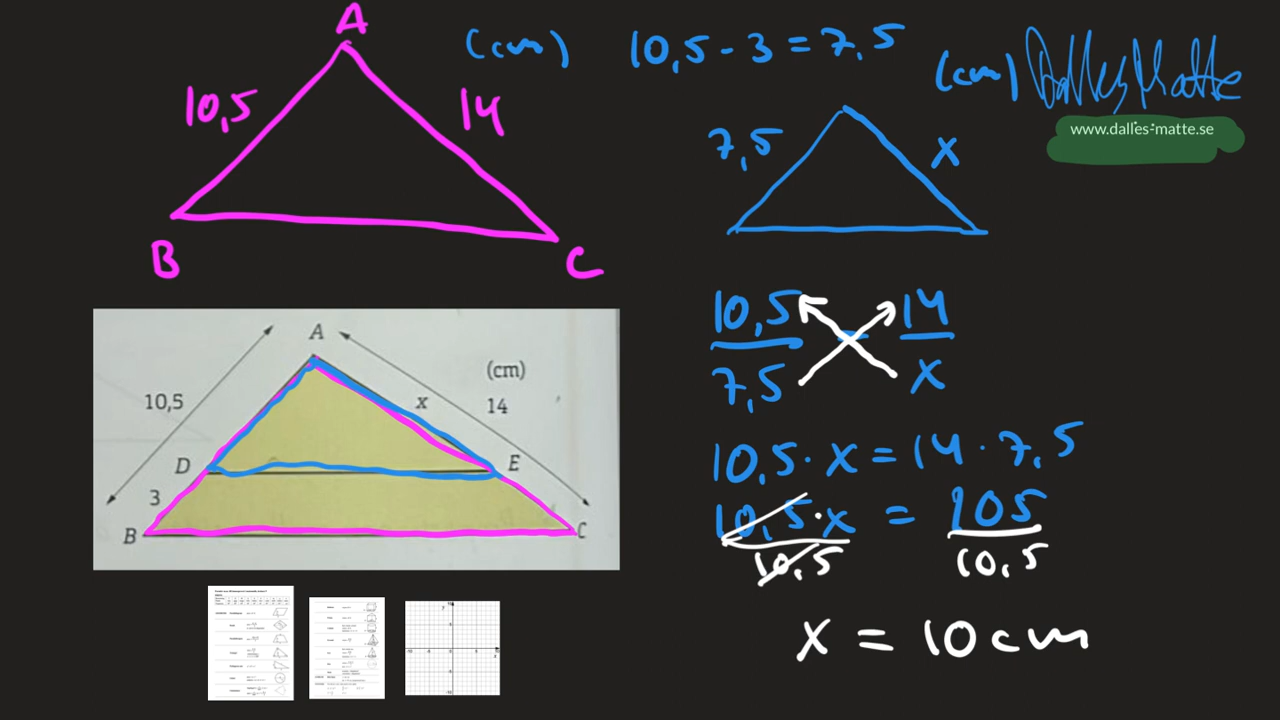 A
(cm)
10,5 - 3 = 7,5
(cm)
Dalles Matte
www.dalles-matte.se
10,5
14
7,5
x
B
C
10,5
7,5
=
14
x
10,5 · x = 14 · 7,5
10,5 · x = 105
10,5
10,5
x = 10 cm
A
(cm)
10,5
x
14
D
E
3
B
C